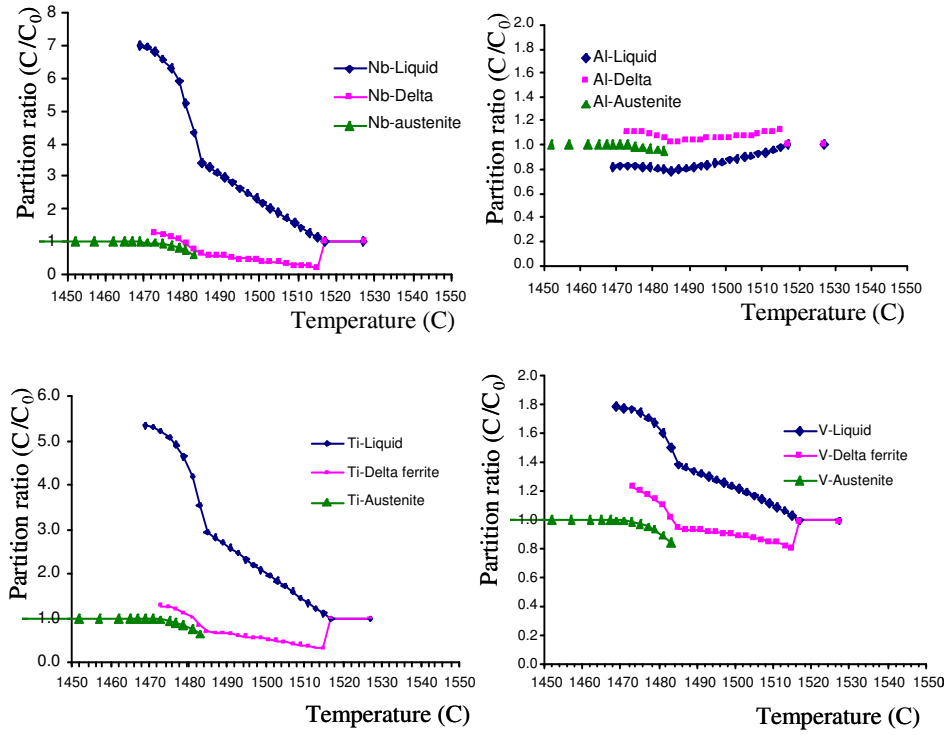 Partition ratio (C/C0)
8
7
6
5
4
3
2
1
0
Nb-Liquid
Nb-Delta
Nb-austenite
1450 1460 1470 1480 1490 1500 1510 1520 1530 1540 1550
Temperature (C)
Partition ratio (C/C0)
2.0
1.8
1.6
1.4
1.2
1.0
0.8
0.6
0.4
0.2
0.0
Al-Liquid
Al-Delta
Al-Austenite
1450 1460 1470 1480 1490 1500 1510 1520 1530 1540 1550
Temperature (C)
Partition ratio (C/C0)
6.0
5.0
4.0
3.0
2.0
1.0
0.0
Ti-Liquid
Ti-Delta ferrite
Ti-Austenite
1450 1460 1470 1480 1490 1500 1510 1520 1530 1540 1550
Temperature (C)
Partition ratio (C/C0)
2.0
1.8
1.6
1.4
1.2
1.0
0.8
0.6
0.4
0.2
0.0
V-Liquid
V-Delta ferrite
V-Austenite
1450 1460 1470 1480 1490 1500 1510 1520 1530 1540 1550
Temperature (C)